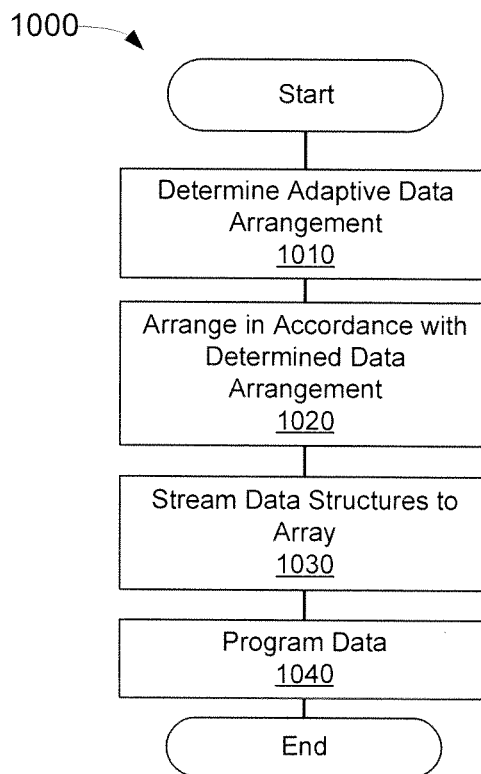 1000
Start
Determine Adaptive Data
Arrangement
1010
Arrange in Accordance with
Determined Data
Arrangement
1020
Stream Data Structures to
Array
1030
Program Data
1040
End